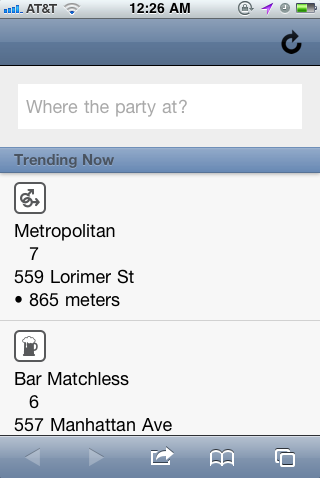 AT&T 12:26 AM
Where the party at?
Trending Now
Metropolitan
7
559 Lorimer St
• 865 meters
Bar Matchless
6
557 Manhattan Ave